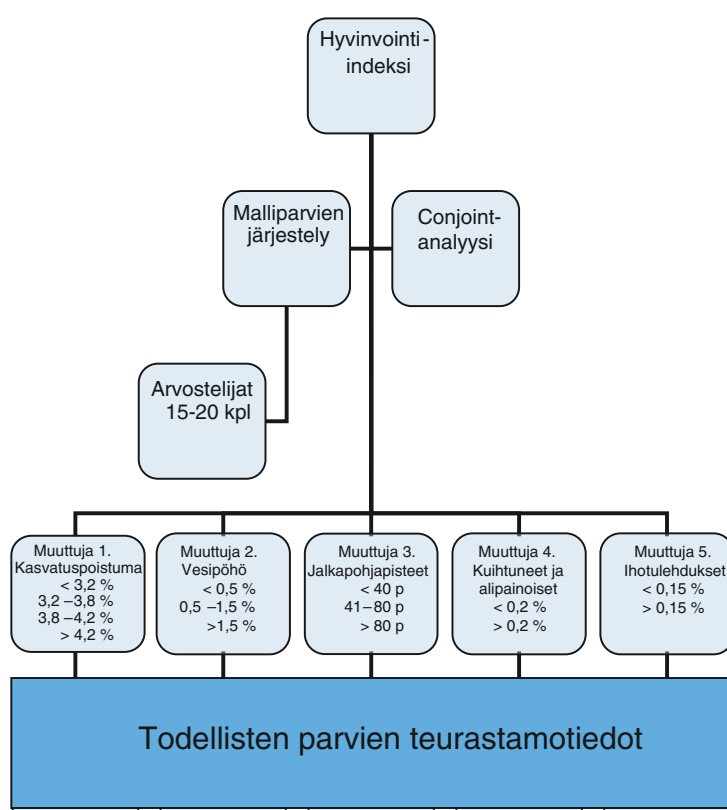 Hyvinvointi-
indeksi
Malliparvien
järjestely
Conjoint-
analyysi
Arvostelijat
15-20 kpl
Muuttuja 1.
Kasvatuspoistuma
< 3,2 %
3,2 –3,8%
3,8 –4,2 %
> 4,2 %
Muuttuja 2.
Vesipöhö
< 0,5 %
0,5 –1,5 %
>1,5 %
Muuttuja 3.
Jalkapohjapisteet
< 40 p
41–80 p
> 80 p
Muuttuja 4.
Kuihtuneet ja
alipainoiset
< 0,2 %
> 0,2 %
Muuttuja 5.
Ihotulehdukset
< 0,15 %
> 0,15 %
Todellisten parvien teurastamotiedot